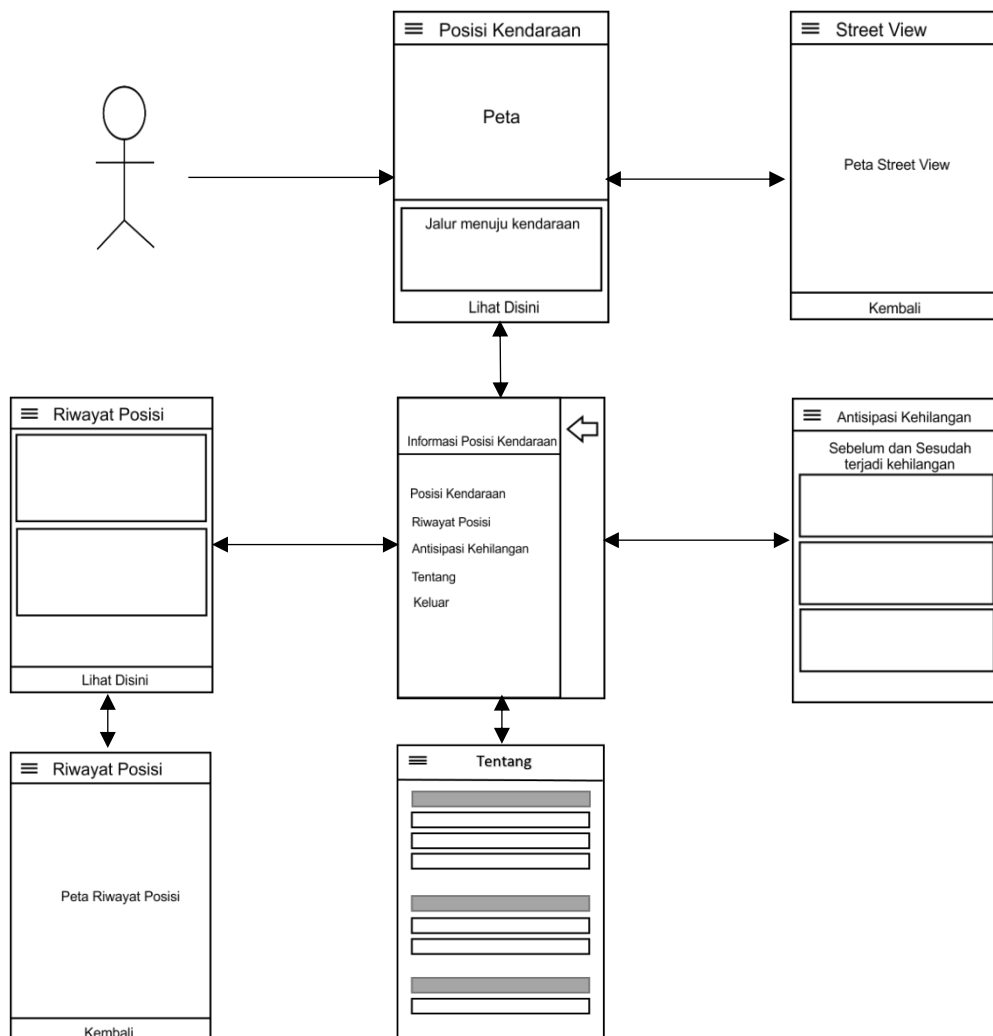 Posisi Kendaraan
Peta
Jalur menuju kendaraan
Lihat Disini
Street View
Peta Street View
Kembali
Riwayat Posisi
Lihat Disini
Informasi Posisi Kendaraan
Posisi Kendaraan
Riwayat Posisi
Antisipasi Kehilangan
Tentang
Keluar
Antisipasi Kehilangan
Sebelum dan Sesudah
terjadi kehilangan
Riwayat Posisi
Peta Riwayat Posisi
Kembali
Tentang